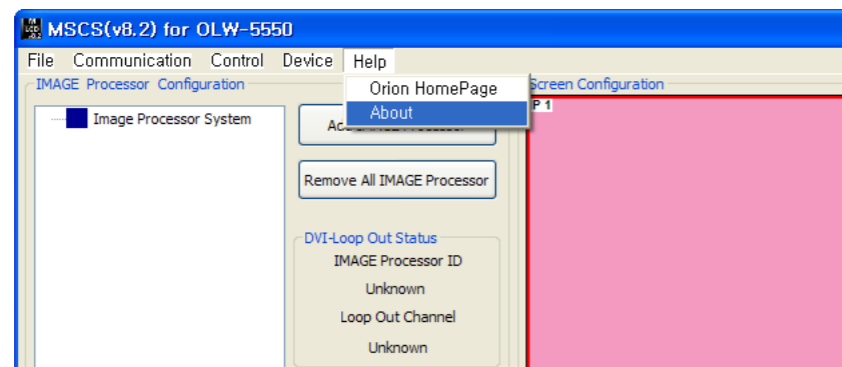 MSCS(v8.2) for OLW-5550
File Communication Control Device Help
IMAGE Processor Configuration
Orion HomePage
About
Screen Configuration
P 1
Image Processor System
Remove All IMAGE Processor
DVI-Loop Out Status
IMAGE Processor ID
Unknown
Loop Out Channel
Unknown